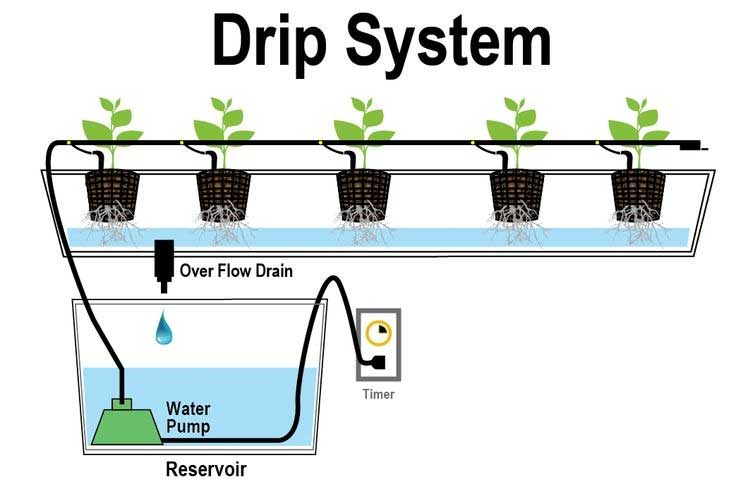 Drip System
Over Flow Drain
Timer
Water
Pump
Reservoir